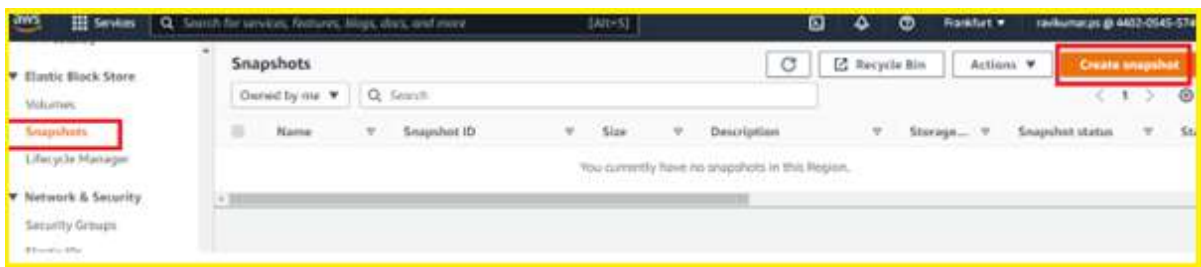 aws Services Search for services, features, blogs, docs, and more [Alt+S] Frankfurt ▼
Elastic Block Store
Volumes
Snapshots
Lifecycle Manager
Network & Security
Security Groups
Snapshots
Recycle Bin Actions ▼ Create snapshot
Owned by me ▼ Search
< 1 >
Name Snapshot ID Size Description Storage... Snapshot status
You currently have no snapshots in this Region.